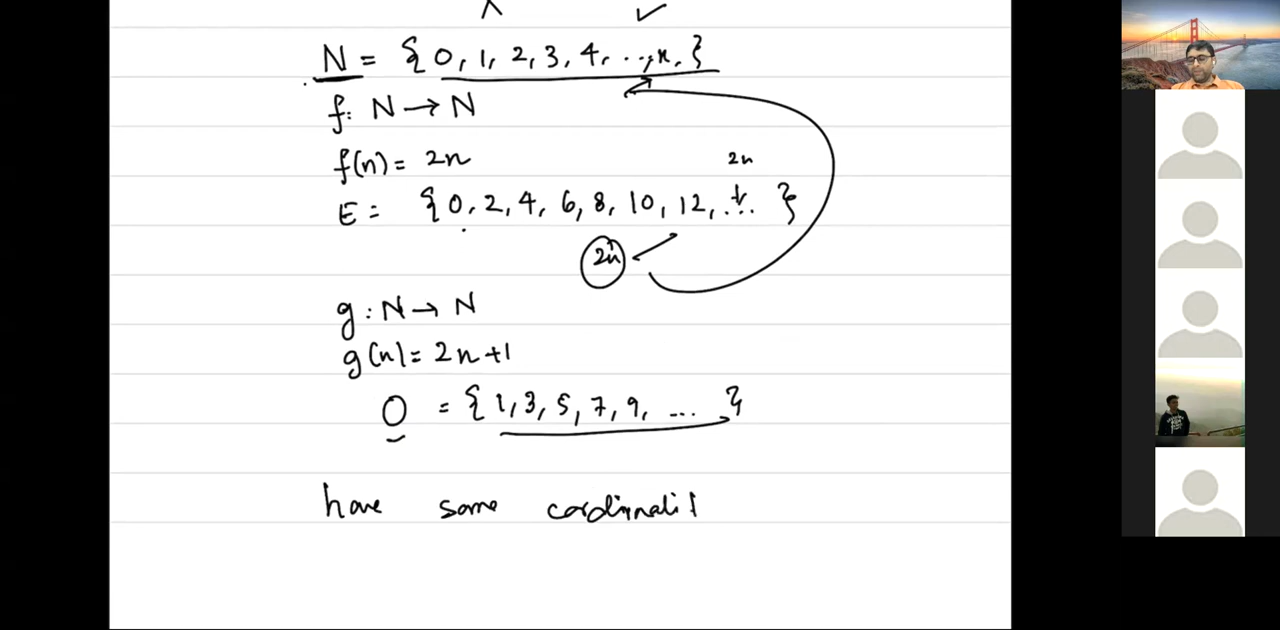 N = { 0, 1, 2, 3, 4, ..., n, }
f: N → N
f(n) = 2n
2n
E = { 0, 2, 4, 6, 8, 10, 12, ... }
2n
g : N → N
g(n) = 2n +1
O = { 1, 3, 5, 7, 9, ... }
have same cardinalit